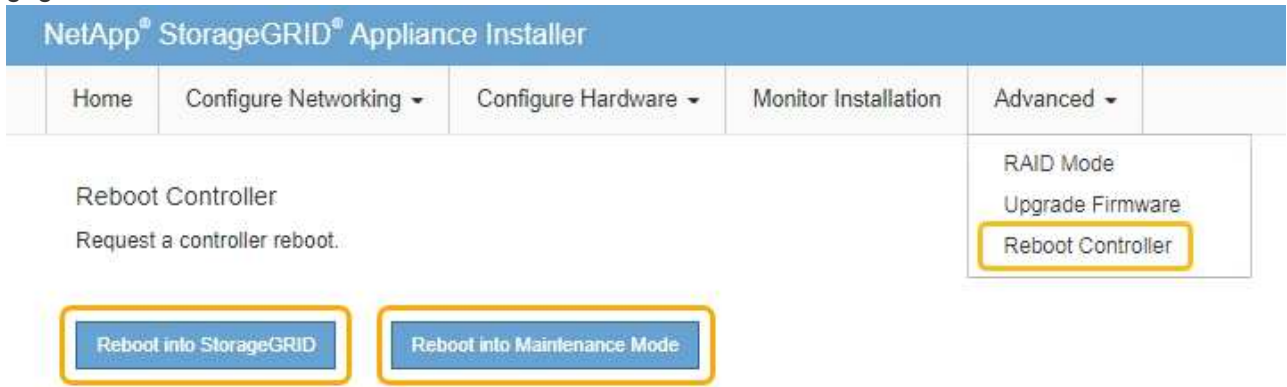 NetApp® StorageGRID® Appliance Installer
Home Configure Networking Configure Hardware Monitor Installation Advanced
RAID Mode
Upgrade Firmware
Reboot Controller
Reboot Controller
Request a controller reboot.
Reboot into StorageGRID Reboot into Maintenance Mode